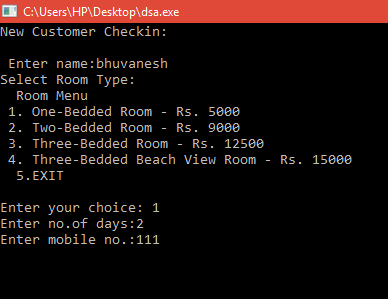 C:\Users\HP\Desktop\dsa.exe
New Customer Checkin:
Enter name:bhuvanesh
Select Room Type:
Room Menu
1. One-Bedded Room - Rs. 5000
2. Two-Bedded Room - Rs. 9000
3. Three-Bedded Room - Rs. 12500
4. Three-Bedded Beach View Room - Rs. 15000
5.EXIT
Enter your choice: 1
Enter no.of days:2
Enter mobile no.:111